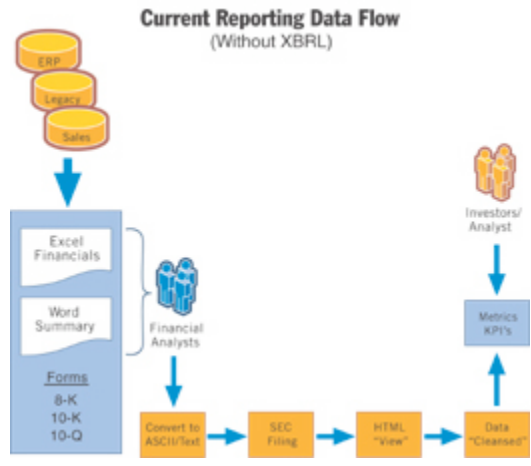 Current Reporting Data Flow
(Without XBRL)
ERP
Legacy
Sales
Excel
Financials
Word
Summary
Forms
8-K
10-K
10-Q
Financial
Analysts
Convert to
ASCII/Text
SEC
Filing
HTML
"View"
Data
"Cleansed"
Metrics
KPI's
Investors/
Analyst